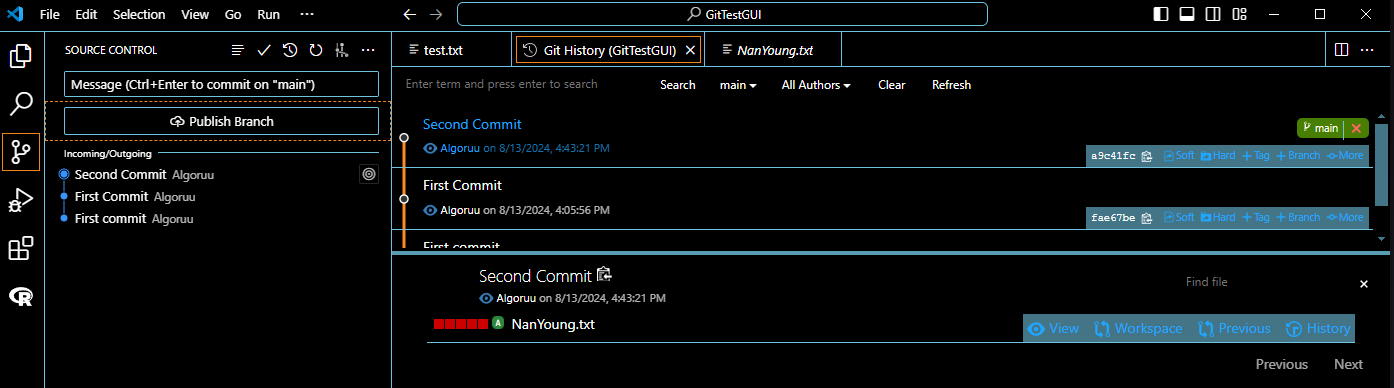 File Edit Selection View Go Run ··· GitTestGUI
SOURCE CONTROL ···
Message (Ctrl+Enter to commit on "main")
Publish Branch
Incoming/Outgoing
Second Commit Algoruu
First Commit Algoruu
First commit Algoruu
test.txt Git History (GitTestGUI) NanYoung.txt ···
Enter term and press enter to search Search main All Authors Clear Refresh
Second Commit main
Algoruu on 8/13/2024, 4:43:21 PM
a9c41fc Soft Hard +Tag +Branch More
First Commit
Algoruu on 8/13/2024, 4:05:56 PM
fae67be Soft Hard +Tag +Branch More
First commit
Second Commit
Find file
Algoruu on 8/13/2024, 4:43:21 PM
A NanYoung.txt View Workspace Previous History
Previous Next